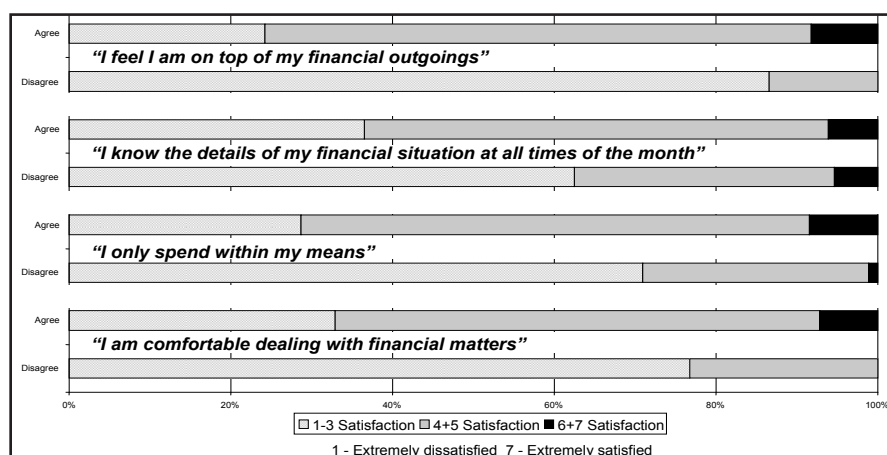 Agree
“I feel I am on top of my financial outgoings”
Disagree
Agree
“I know the details of my financial situation at all times of the month”
Disagree
Agree
“I only spend within my means”
Disagree
Agree
“I am comfortable dealing with financial matters”
Disagree
0% 20% 40% 60% 80% 100%
1-3 Satisfaction 4+5 Satisfaction 6+7 Satisfaction
1 - Extremely dissatisfied 7 - Extremely satisfied